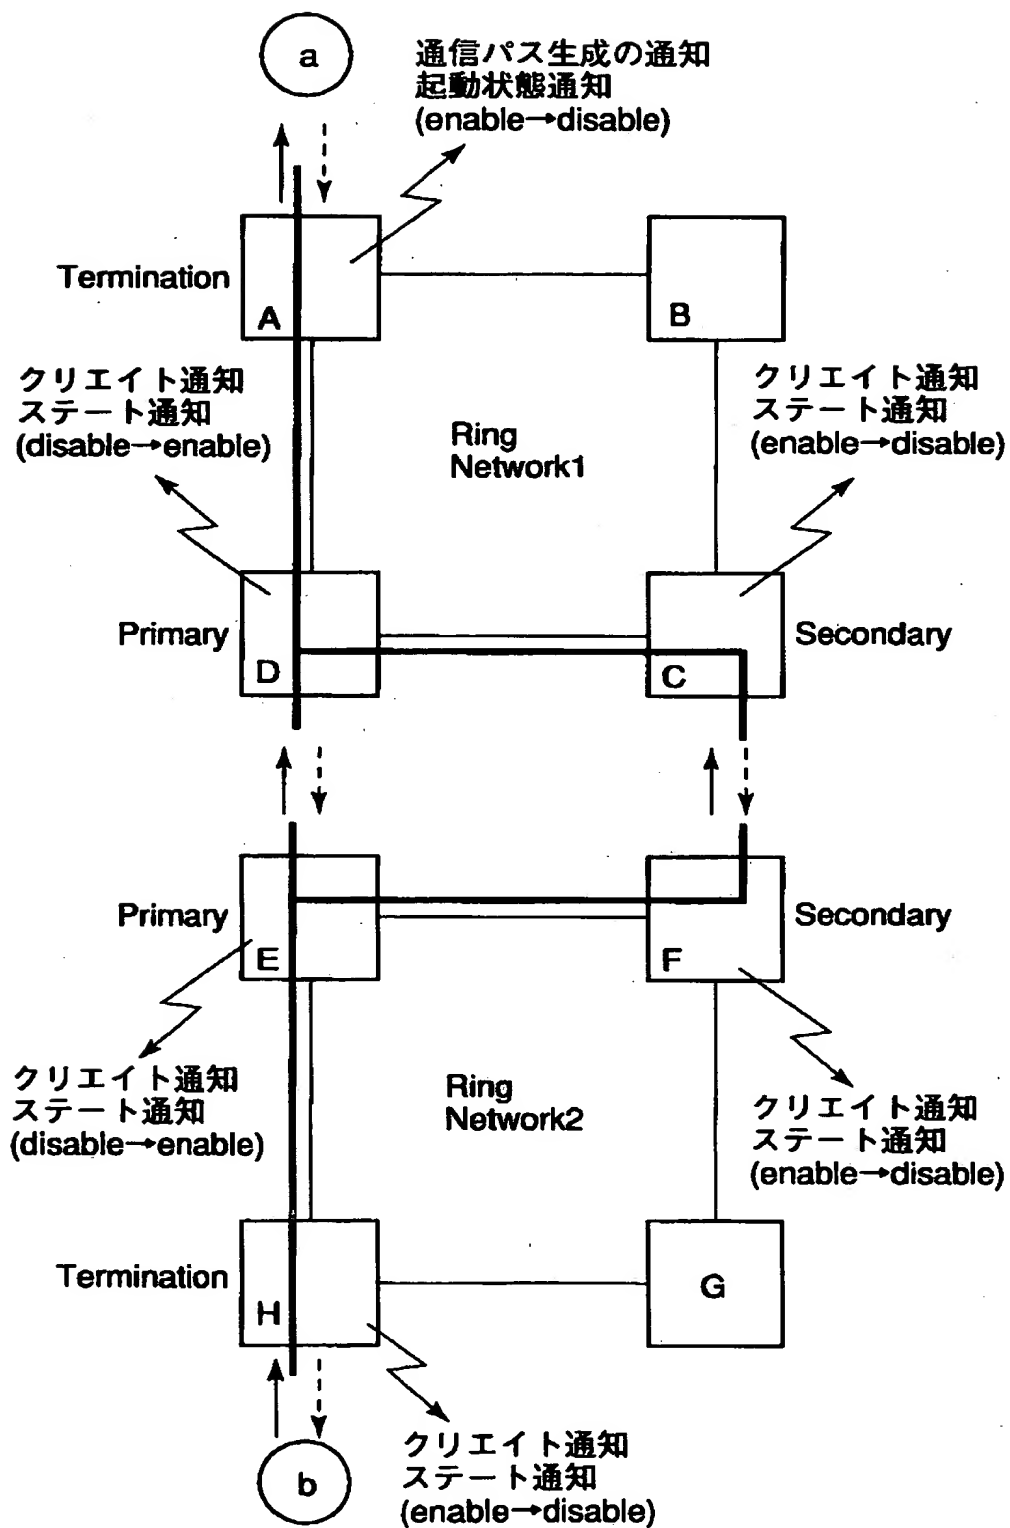 a
通信パス生成の通知
起動状態通知
(enable→disable)
Termination
A
B
クリエイト通知
ステート通知
(disable→enable)
クリエイト通知
ステート通知
(enable→disable)
Ring
Network1
Primary
D
C
Secondary
Primary
E
F
Secondary
クリエイト通知
ステート通知
(disable→enable)
Ring
Network2
クリエイト通知
ステート通知
(enable→disable)
Termination
H
G
b
クリエイト通知
ステート通知
(enable→disable)